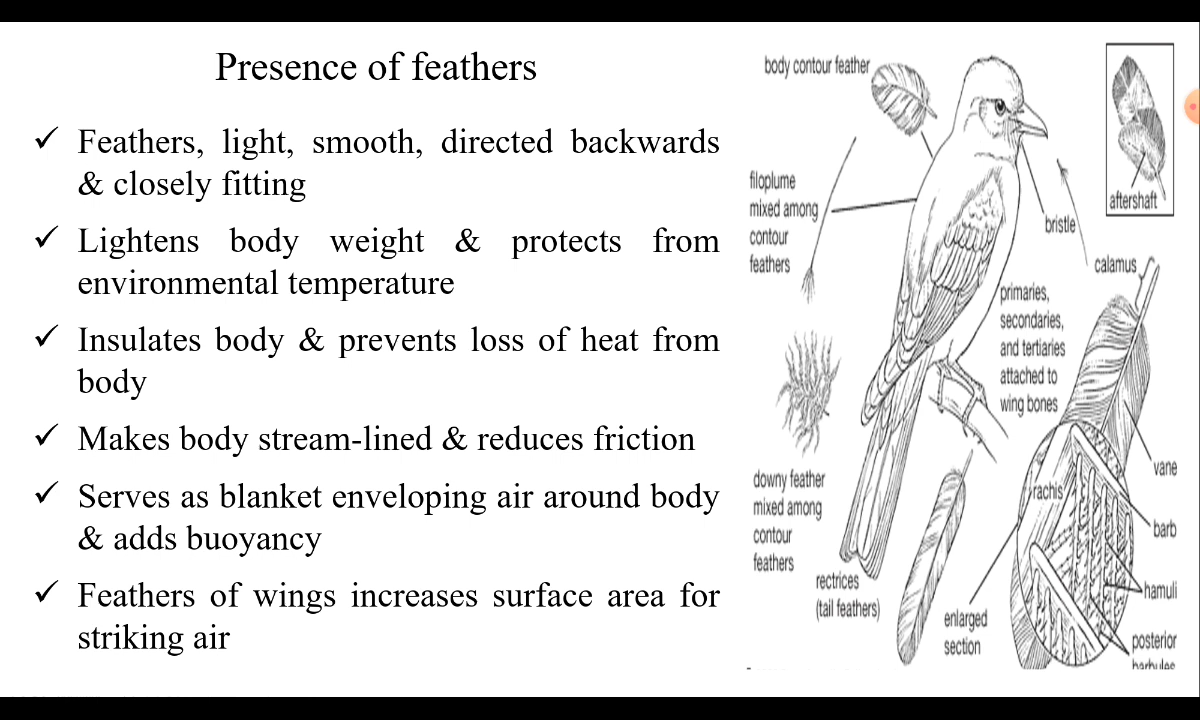 Presence of feathers
✓ Feathers, light, smooth, directed backwards
& closely fitting
✓ Lightens body weight & protects from
environmental temperature
✓ Insulates body & prevents loss of heat from
body
✓ Makes body stream-lined & reduces friction
✓ Serves as blanket enveloping air around body
& adds buoyancy
✓ Feathers of wings increases surface area for
striking air
body contour feather
filoplume
mixed among
contour
feathers
downy feather
mixed among
contour
feathers
rectrices
(tail feathers)
bristle
aftershaft
calamus
primaries,
secondaries,
and tertiaries
attached to
wing bones
vane
rachis
barb
hamuli
enlarged
section
posterior
barbules